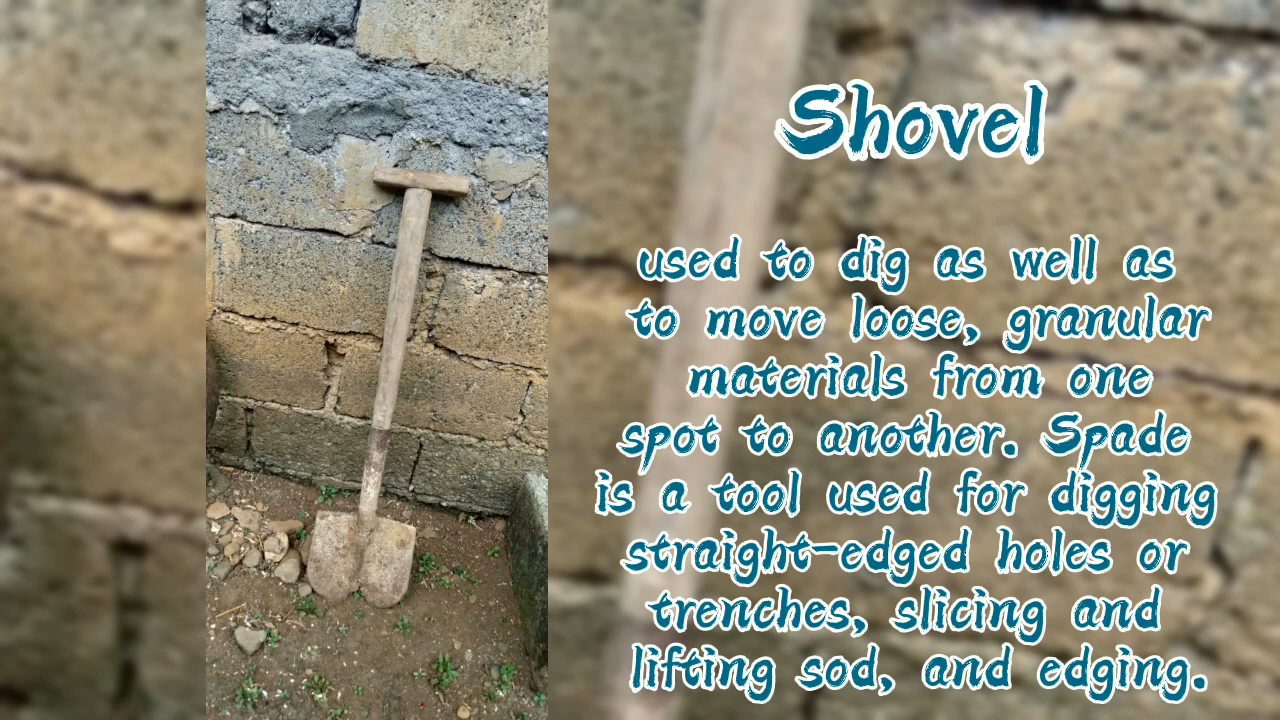 Shovel
used to dig as well as
to move loose, granular
materials from one
spot to another. Spade
is a tool used for digging
straight-edged holes or
trenches, slicing and
lifting sod, and edging.